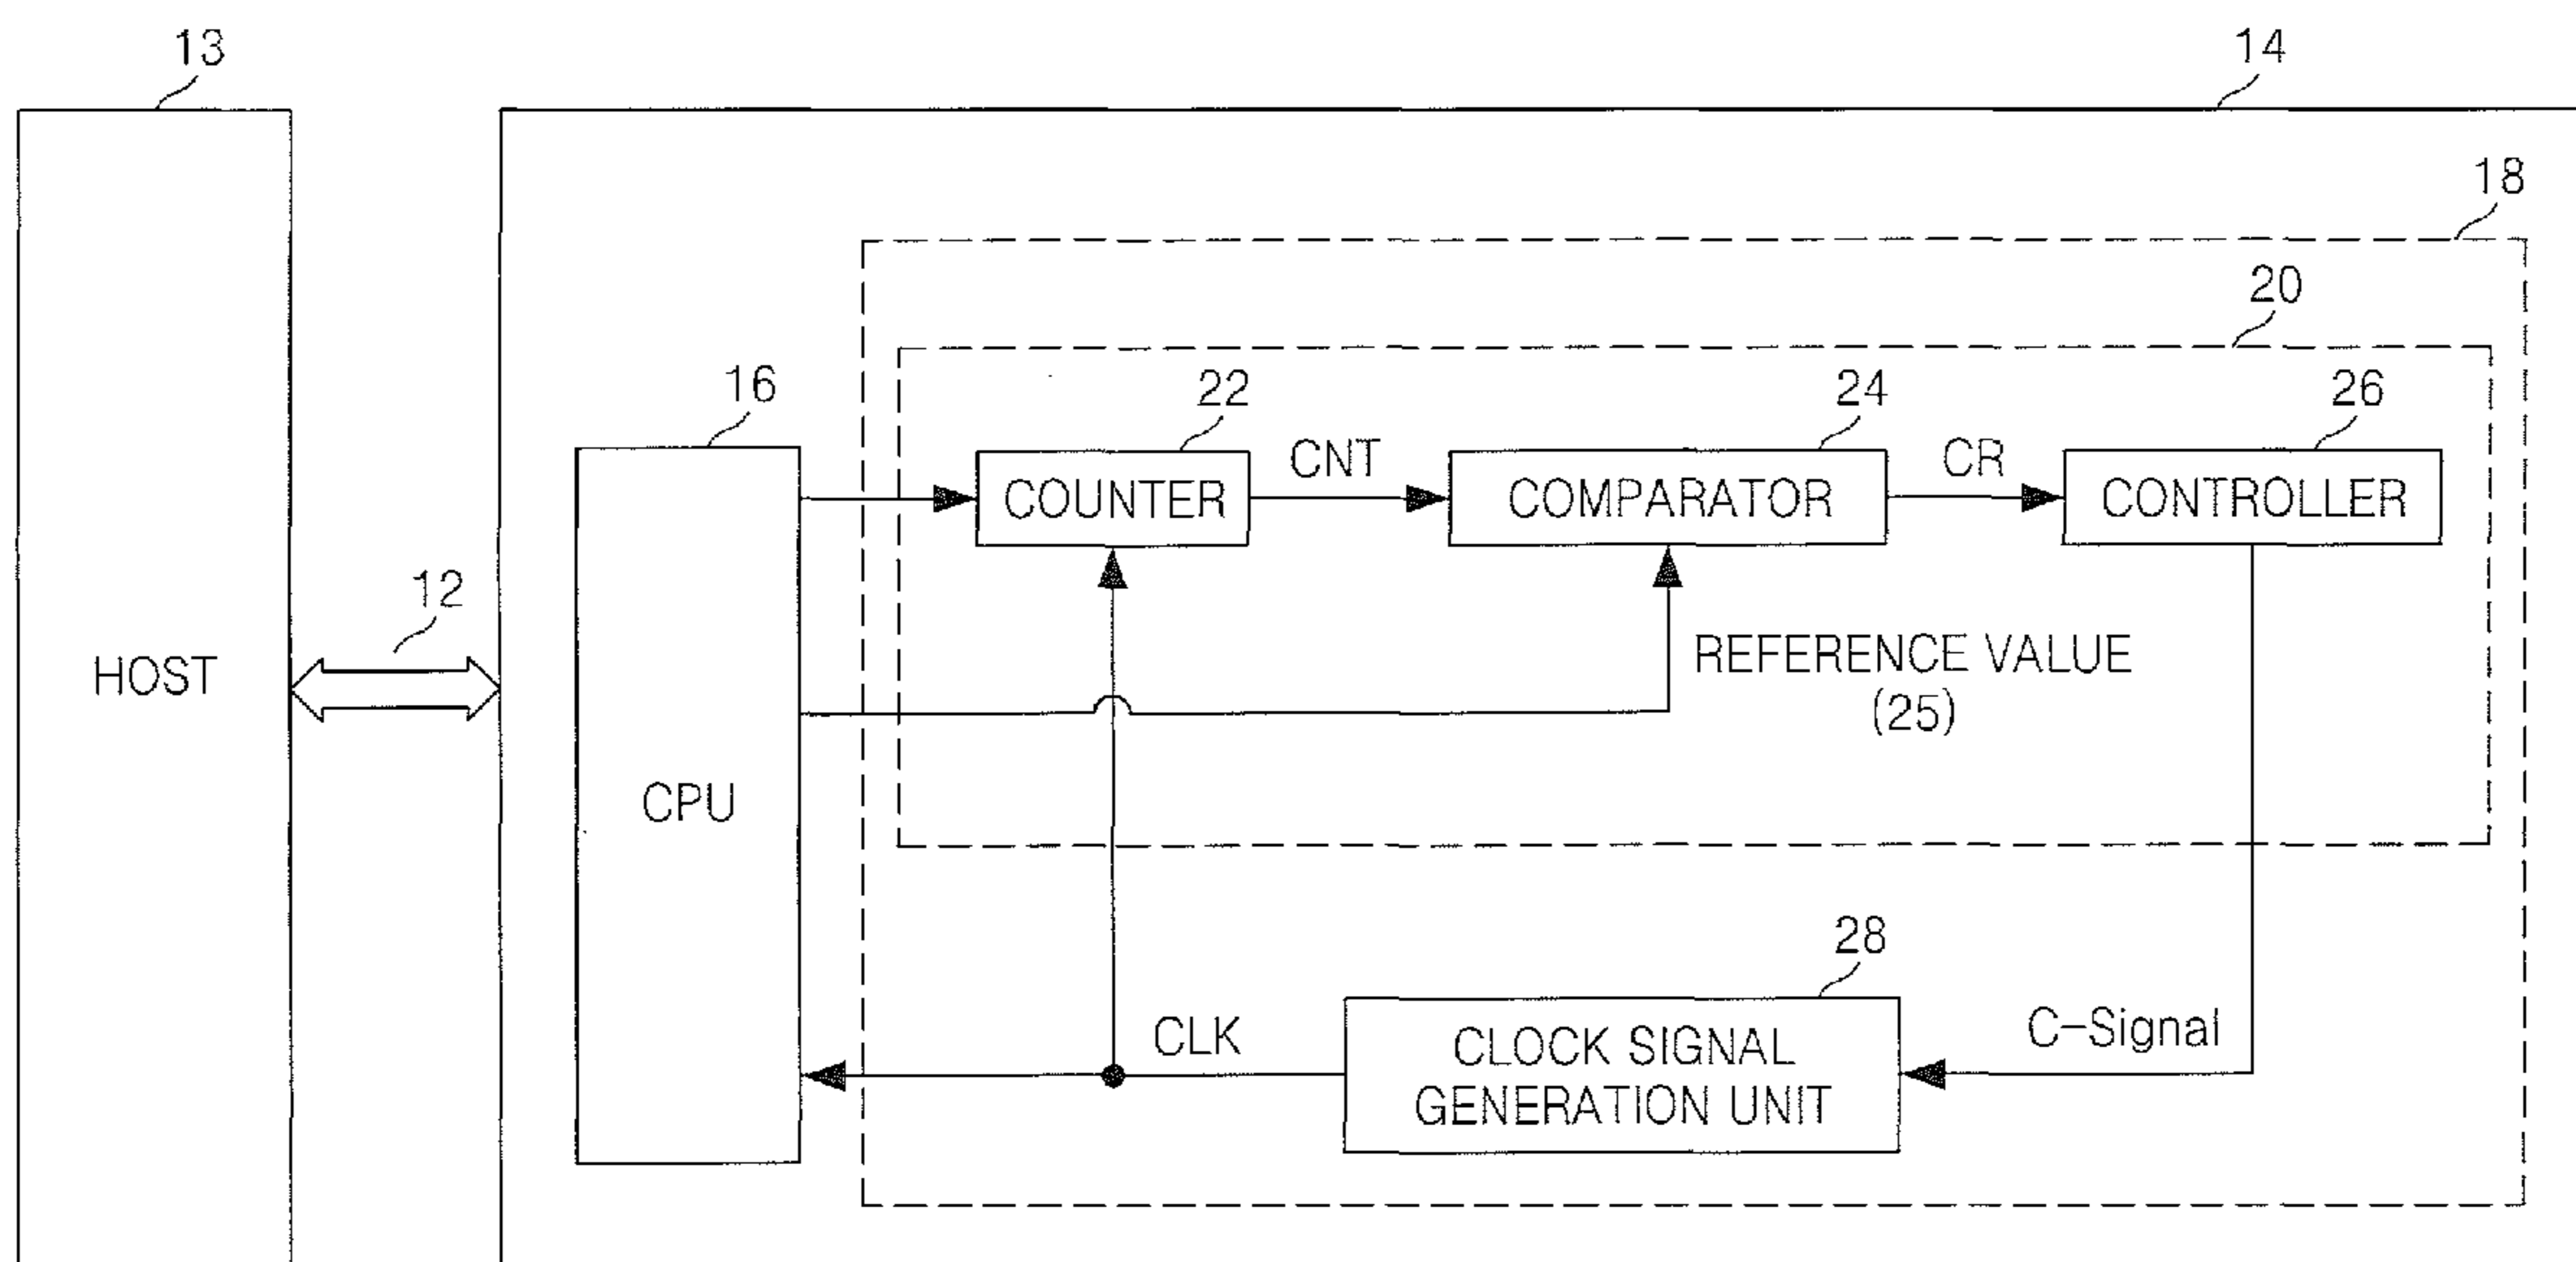 13
14
18
20
16
22
24
26
CNT
CR
COUNTER
COMPARATOR
CONTROLLER
12
HOST
REFERENCE VALUE
(25)
CPU
28
CLK
CLOCK SIGNAL
GENERATION UNIT
C-Signal